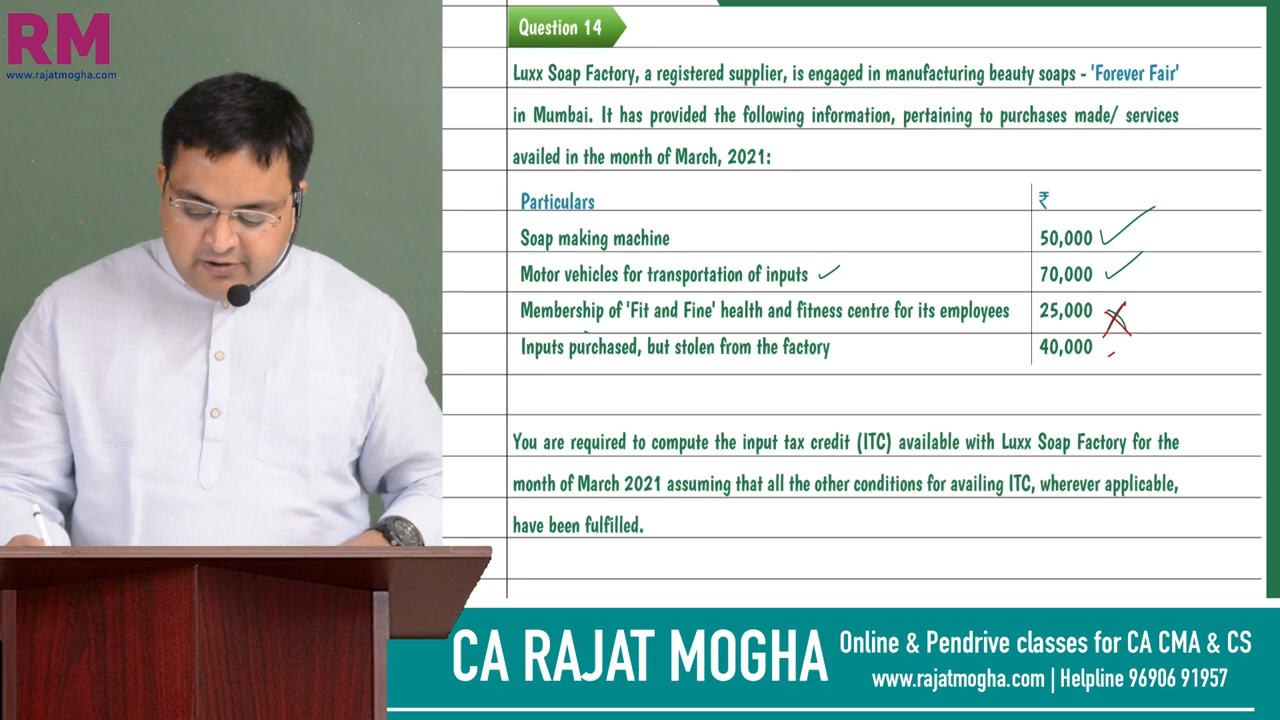 RM
www.rajatmogha.com
Question 14
Luxx Soap Factory, a registered supplier, is engaged in manufacturing beauty soaps - 'Forever Fair'
in Mumbai. It has provided the following information, pertaining to purchases made/ services
availed in the month of March, 2021:
Particulars ₹
Soap making machine 50,000
Motor vehicles for transportation of inputs 70,000
Membership of 'Fit and Fine' health and fitness centre for its employees 25,000
Inputs purchased, but stolen from the factory 40,000
You are required to compute the input tax credit (ITC) available with Luxx Soap Factory for the
month of March 2021 assuming that all the other conditions for availing ITC, wherever applicable,
have been fulfilled.
CA RAJAT MOGHA
Online & Pendrive classes for CA CMA & CS
www.rajatmogha.com | Helpline 96906 91957